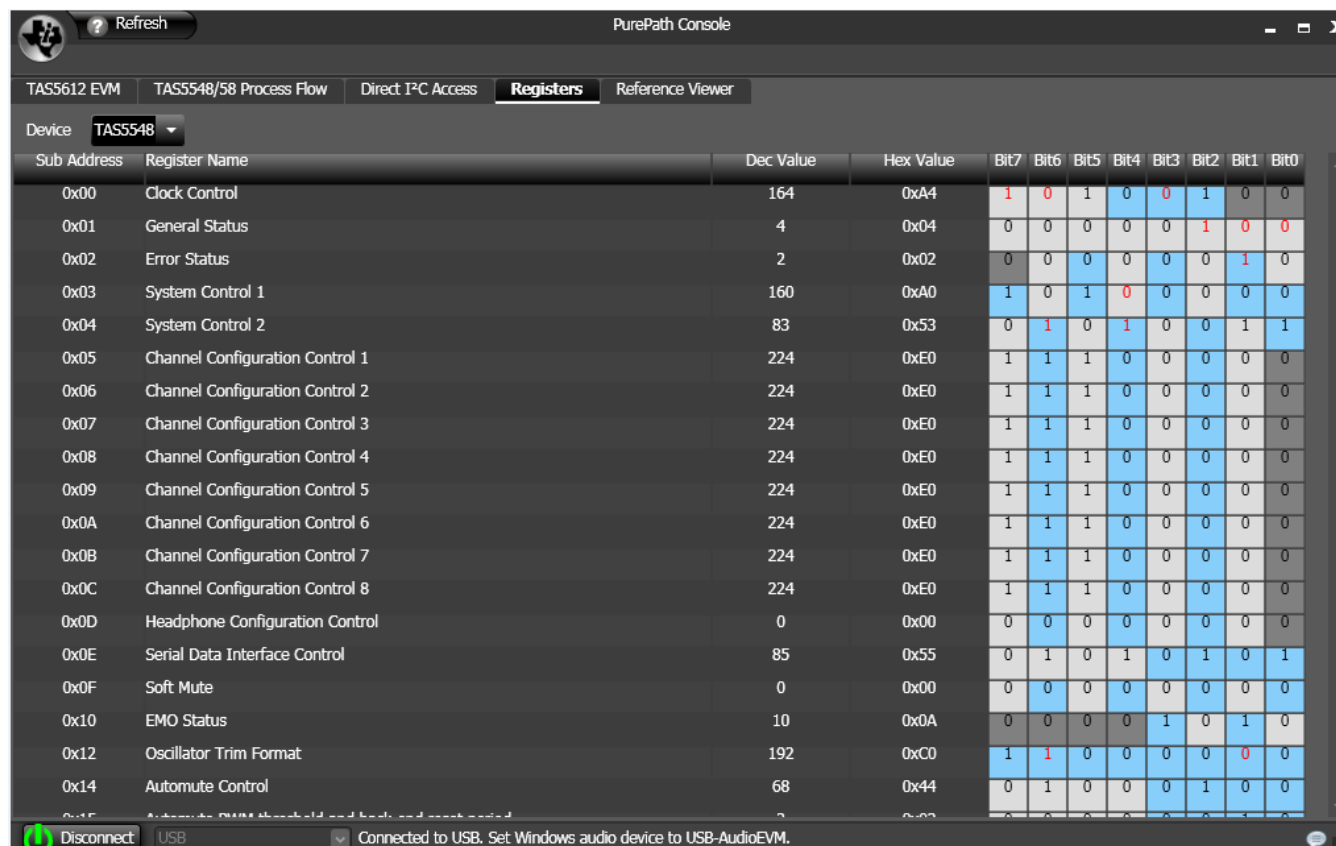 Refresh PurePath Console
TAS5612 EVM TAS5548/58 Process Flow Direct I²C Access Registers Reference Viewer
Device TAS5548
Sub Address Register Name Dec Value Hex Value Bit7 Bit6 Bit5 Bit4 Bit3 Bit2 Bit1 Bit0
0x00 Clock Control 164 0xA4 1 0 1 0 0 1 0 0
0x01 General Status 4 0x04 0 0 0 0 0 1 0 0
0x02 Error Status 2 0x02 0 0 0 0 0 0 1 0
0x03 System Control 1 160 0xA0 1 0 1 0 0 0 0 0
0x04 System Control 2 83 0x53 0 1 0 1 0 0 1 1
0x05 Channel Configuration Control 1 224 0xE0 1 1 1 0 0 0 0 0
0x06 Channel Configuration Control 2 224 0xE0 1 1 1 0 0 0 0 0
0x07 Channel Configuration Control 3 224 0xE0 1 1 1 0 0 0 0 0
0x08 Channel Configuration Control 4 224 0xE0 1 1 1 0 0 0 0 0
0x09 Channel Configuration Control 5 224 0xE0 1 1 1 0 0 0 0 0
0x0A Channel Configuration Control 6 224 0xE0 1 1 1 0 0 0 0 0
0x0B Channel Configuration Control 7 224 0xE0 1 1 1 0 0 0 0 0
0x0C Channel Configuration Control 8 224 0xE0 1 1 1 0 0 0 0 0
0x0D Headphone Configuration Control 0 0x00 0 0 0 0 0 0 0 0
0x0E Serial Data Interface Control 85 0x55 0 1 0 1 0 1 0 1
0x0F Soft Mute 0 0x00 0 0 0 0 0 0 0 0
0x10 EMO Status 10 0x0A 0 0 0 0 1 0 1 0
0x12 Oscillator Trim Format 192 0xC0 1 1 0 0 0 0 0 0
0x14 Automute Control 68 0x44 0 1 0 0 0 1 0 0
Disconnect USB Connected to USB. Set Windows audio device to USB-AudioEVM.